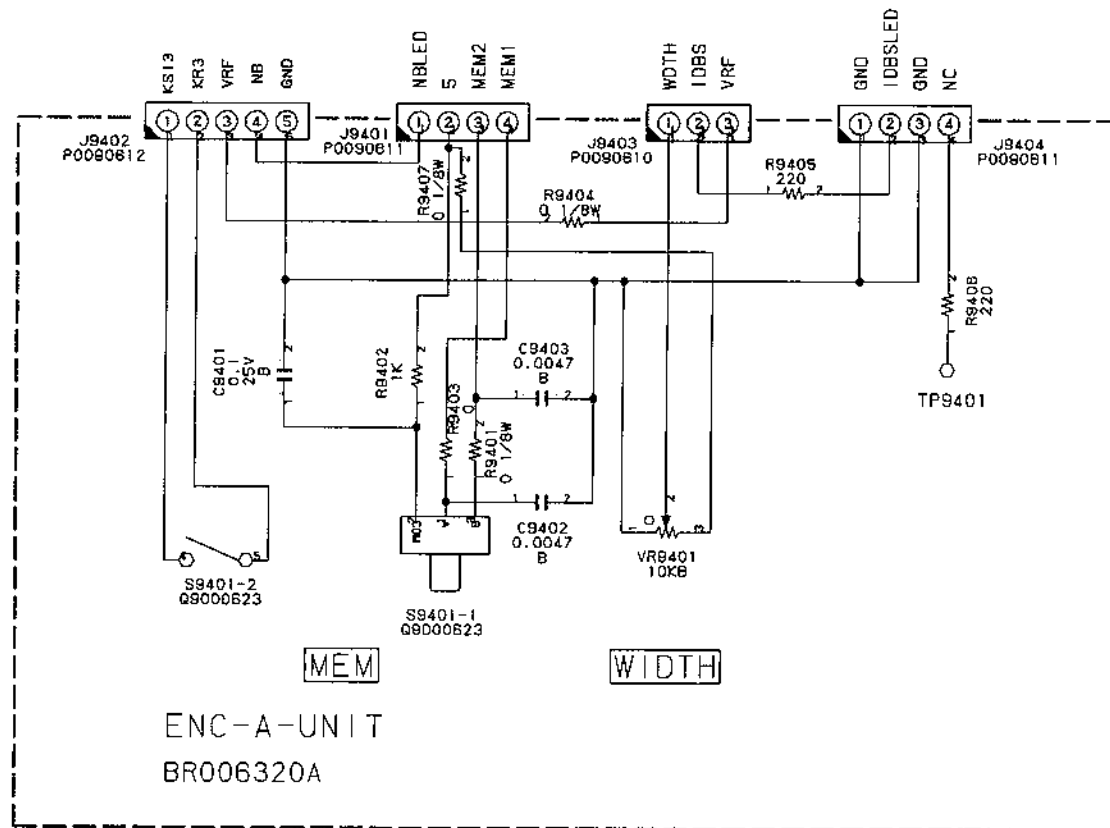 KSI3 KR3 VRF NB GND
NBLED 5 MEM2 MEM1
WDTH IDBS VRF
GND IDBSLED GND NC
1 2 3 4 5
1 2 3 4
1 2 3
1 2 3 4
J9402
P0090612
J9401
P0090611
J9403
P0090610
J9404
P0090811
R9407
0 1/8W
R9404
0 1/8W
R9405
220
R9408
220
TP9401
C9401
0.1
25V
B
R9402
1K
R9403
0
R9401
0 1/8W
C9403
0.0047
B
C9402
0.0047
B
VR9401
10KB
S9401-2
Q9000623
S9401-1
Q9000623
MEM
WIDTH
ENC-A-UNIT
BR006320A